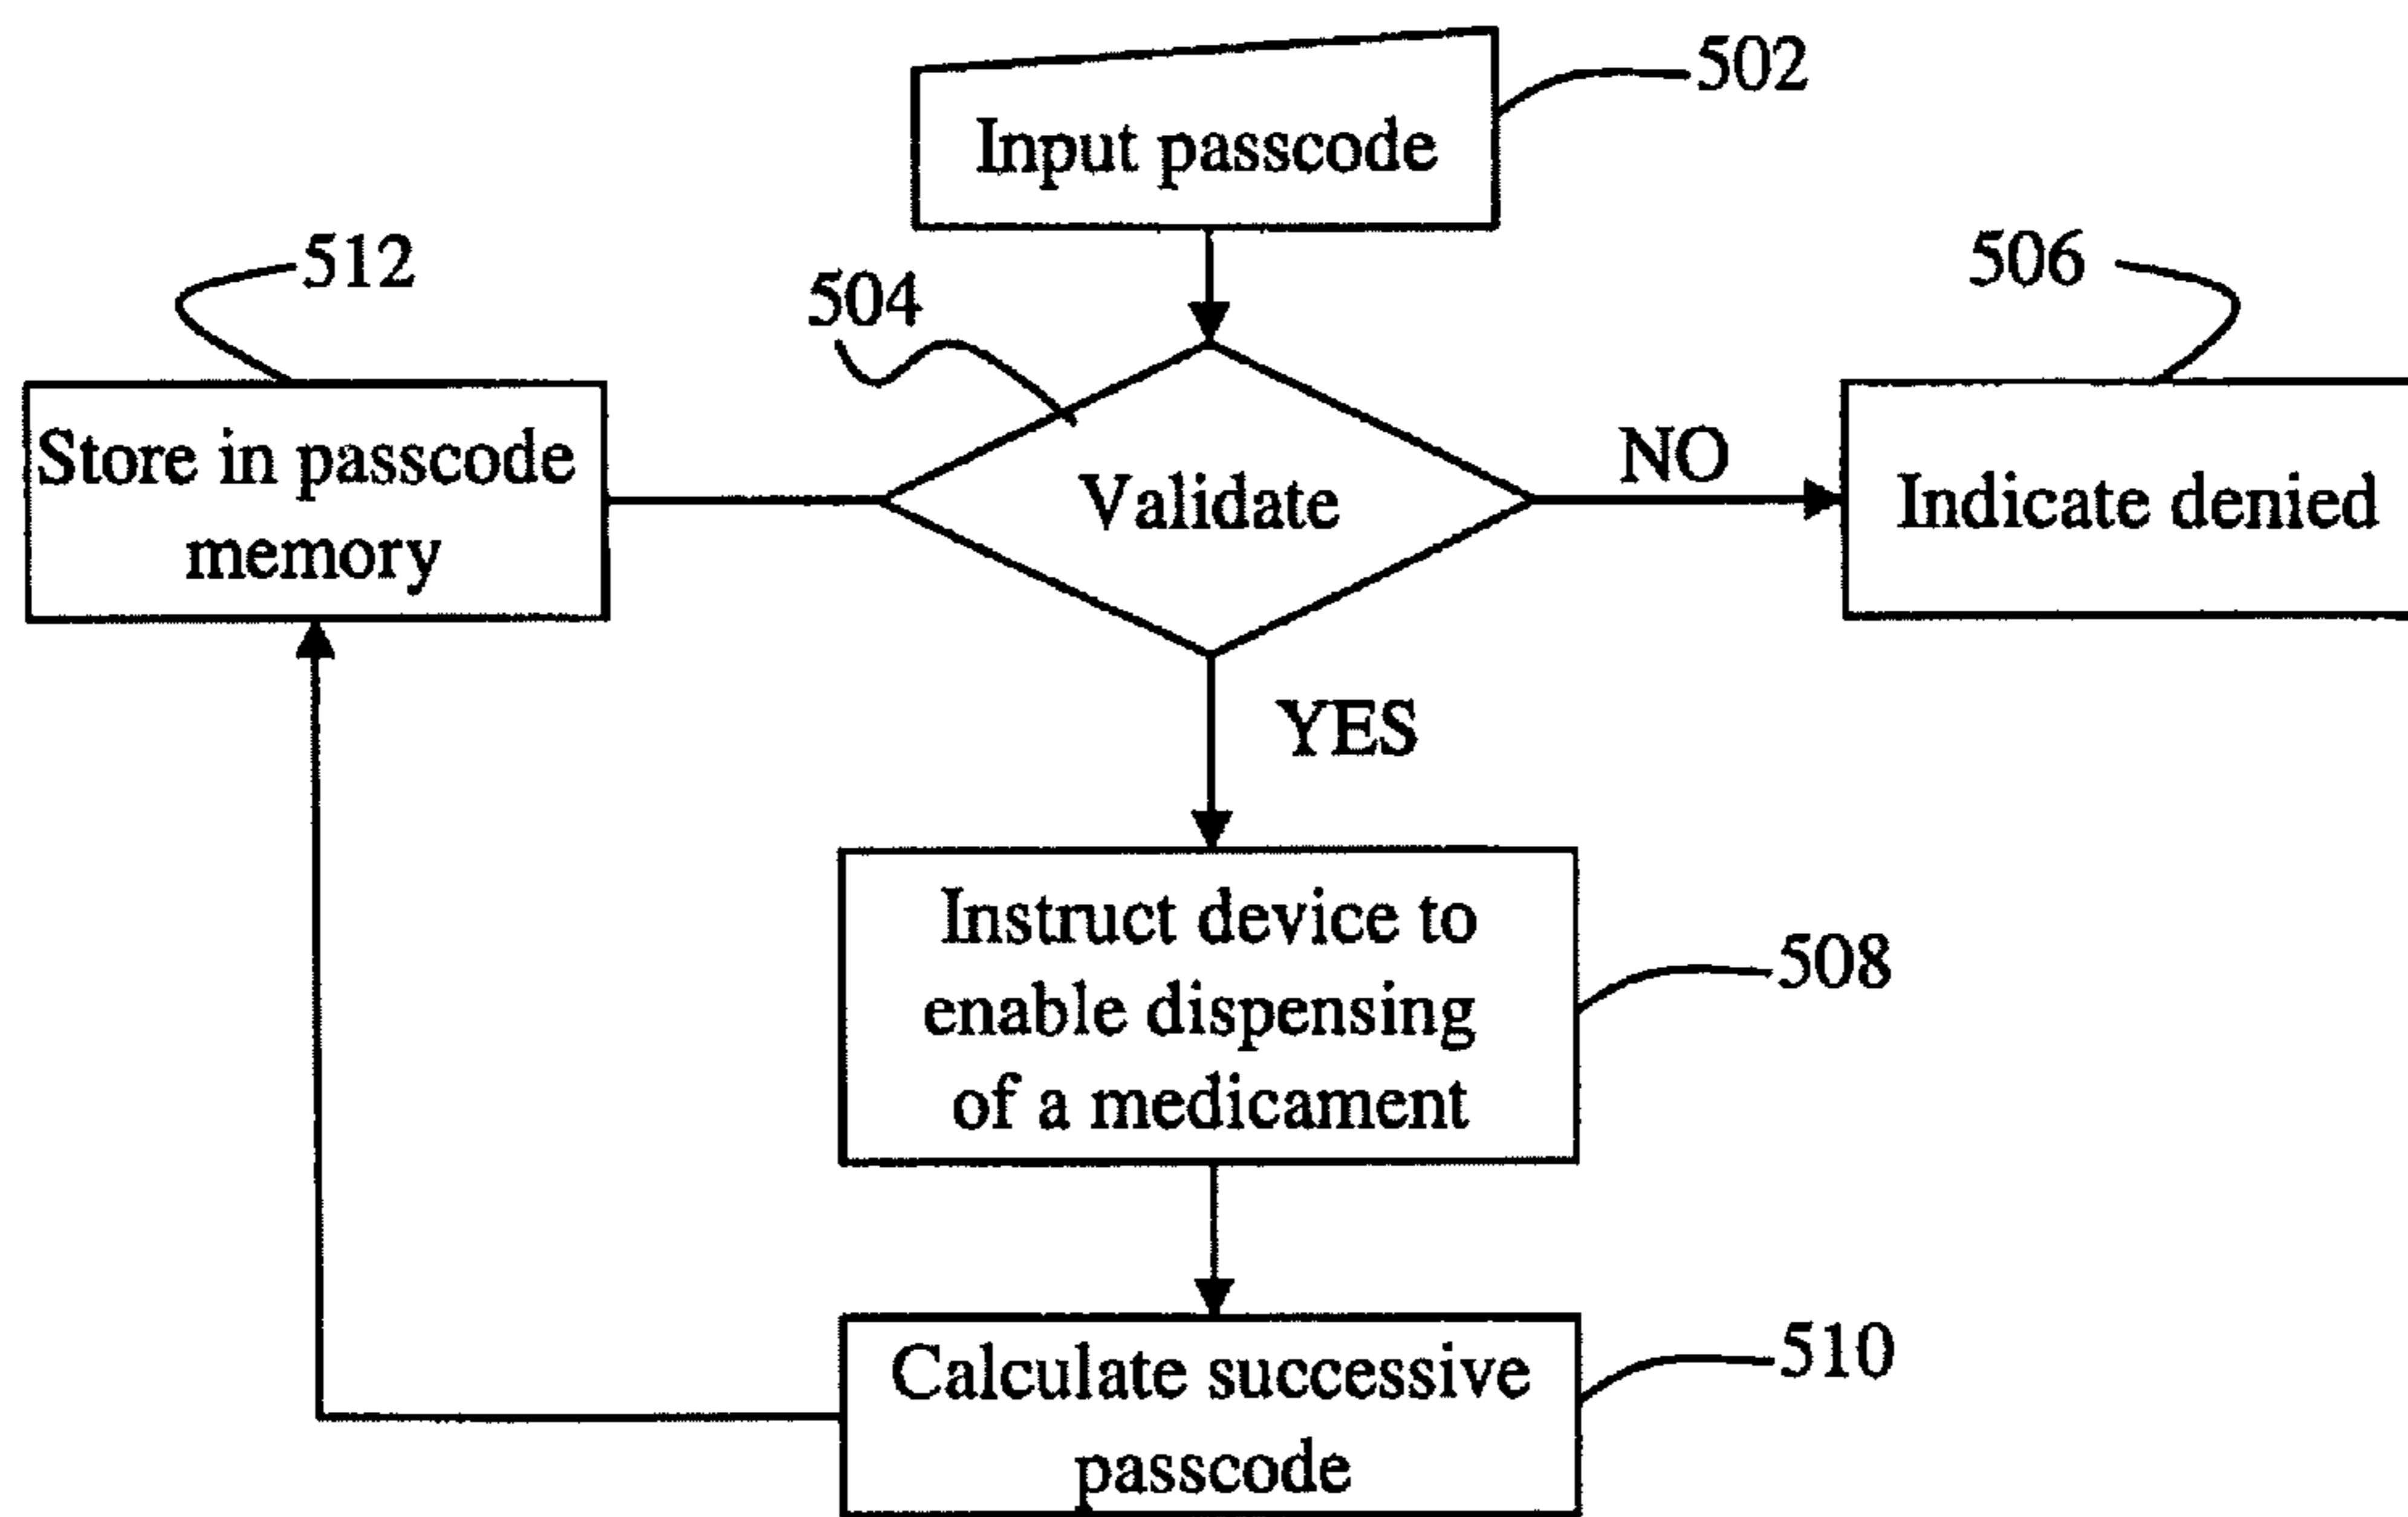 502
Input passcode
512
504
506
Store in passcode
memory
Validate
NO
Indicate denied
YES
Instruct device to
enable dispensing
of a medicament
508
Calculate successive
passcode
510